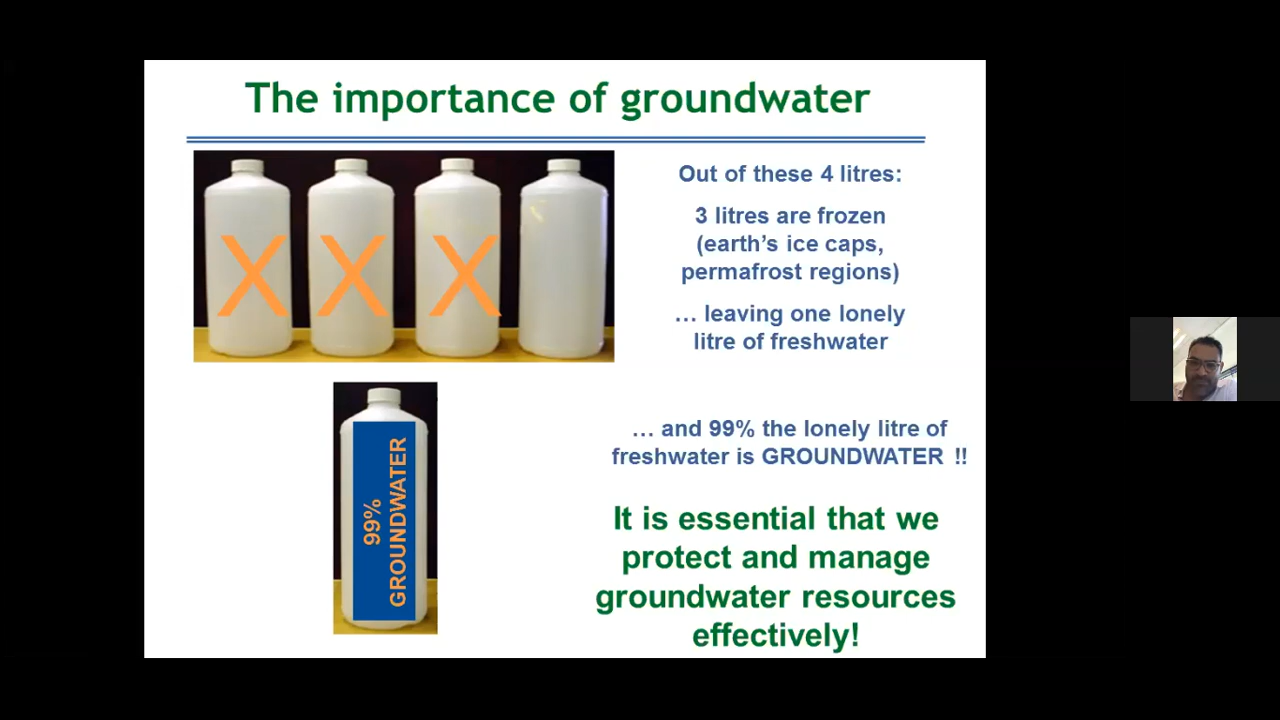 The importance of groundwater
X X X
Out of these 4 litres:
3 litres are frozen
(earth's ice caps,
permafrost regions)
… leaving one lonely
litre of freshwater
99%
GROUNDWATER
… and 99% the lonely litre of
freshwater is GROUNDWATER !!
It is essential that we
protect and manage
groundwater resources
effectively!